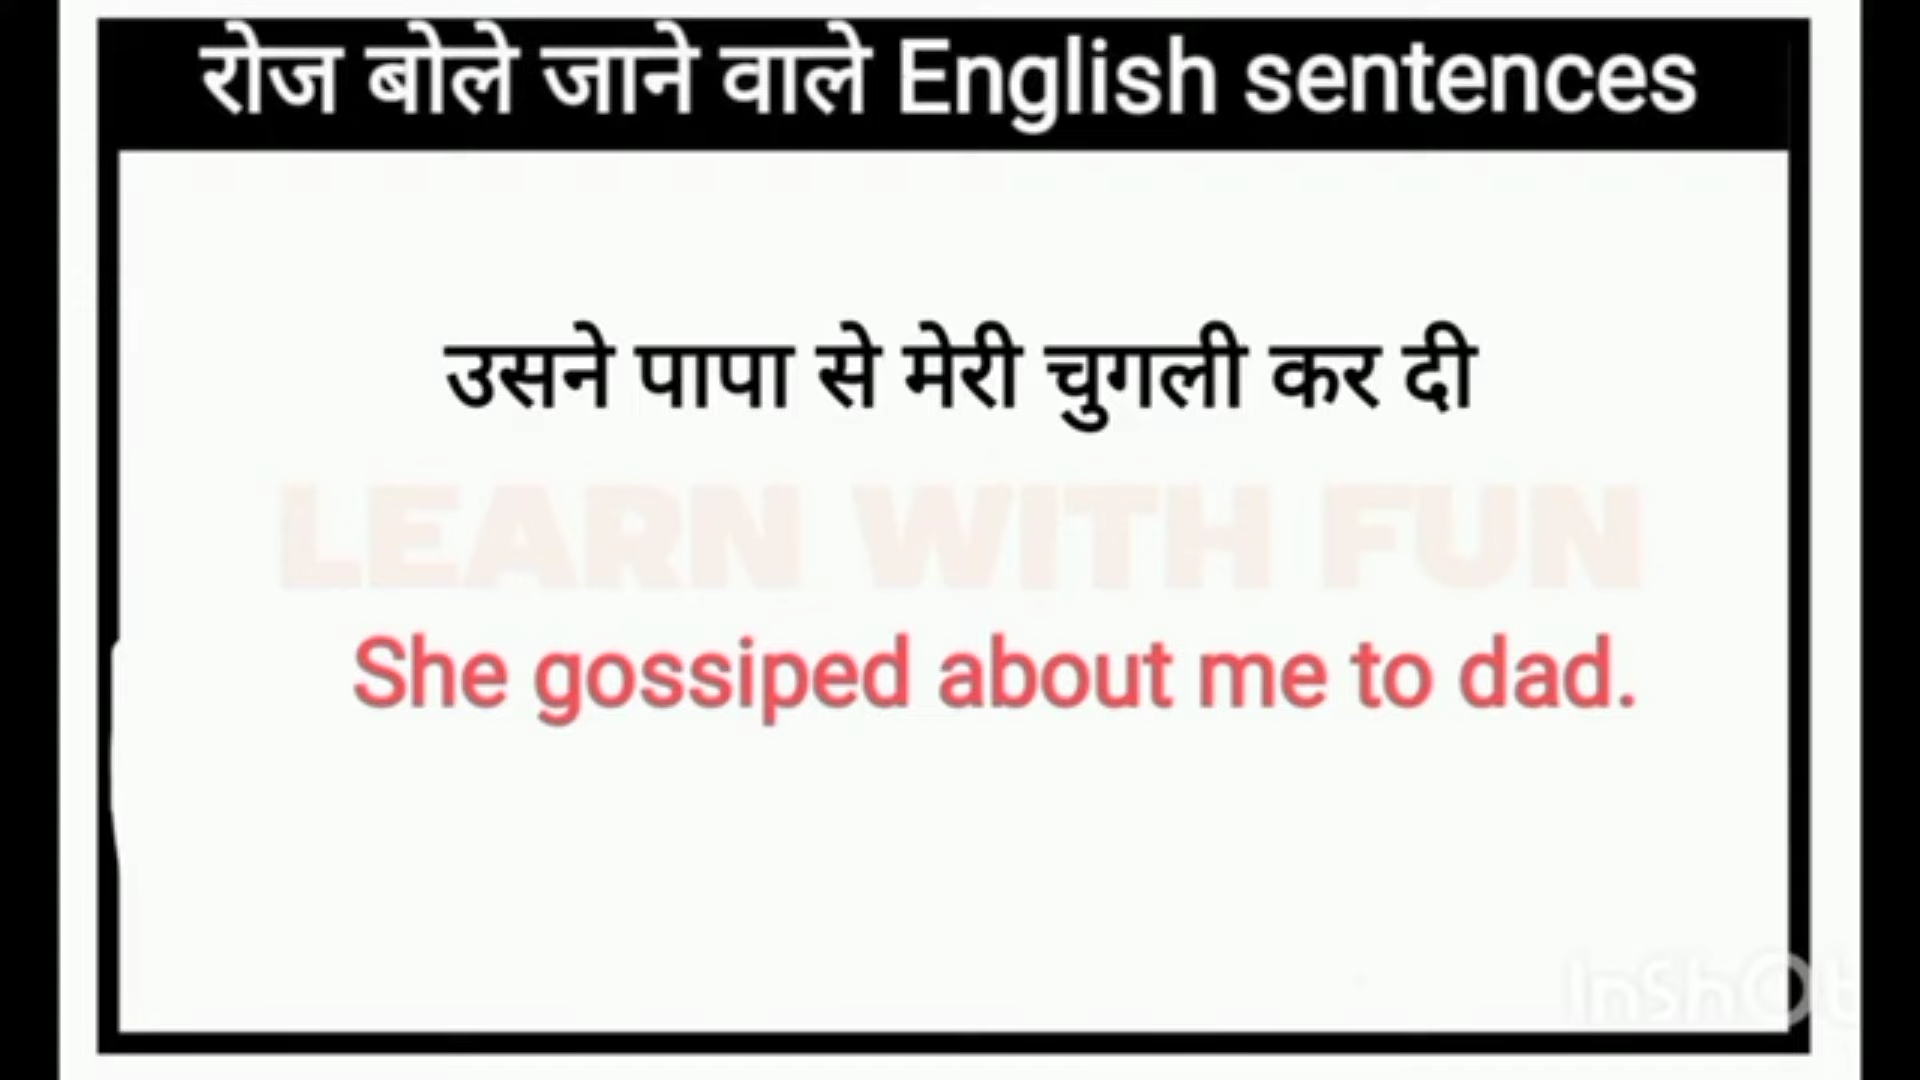 रोज बोले जाने वाले English sentences
उसने पापा से मेरी चुगली कर दी
LEARN WITH FUN
She gossiped about me to dad.
InShOt